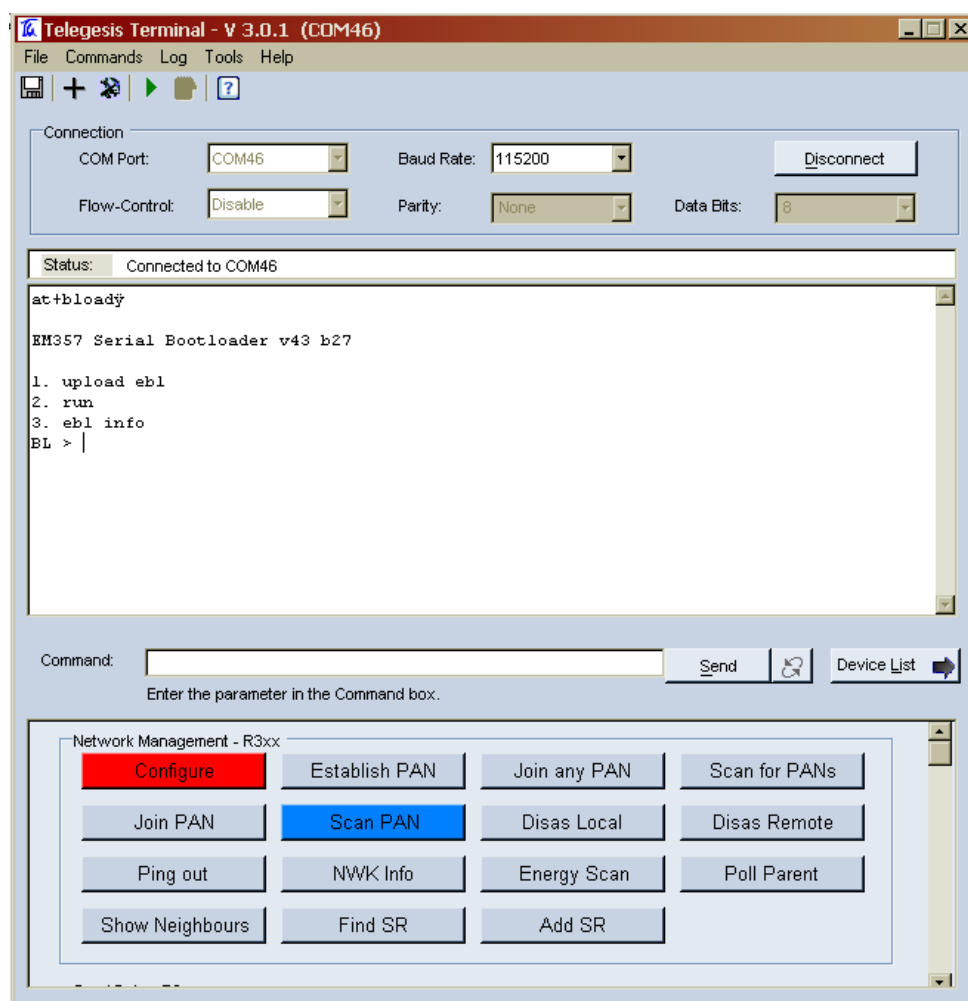 Telegesis Terminal - V 3.0.1 (COM46)
File Commands Log Tools Help
Connection
COM Port: COM46 Baud Rate: 115200 Disconnect
Flow-Control: Disable Parity: None Data Bits: 8
Status: Connected to COM46
at+bloadÿ
EM357 Serial Bootloader v43 b27
1. upload ebl
2. run
3. ebl info
BL >
Command: Send Device List
Enter the parameter in the Command box.
Network Management - R3xx
Configure Establish PAN Join any PAN Scan for PANs
Join PAN Scan PAN Disas Local Disas Remote
Ping out NWK Info Energy Scan Poll Parent
Show Neighbours Find SR Add SR